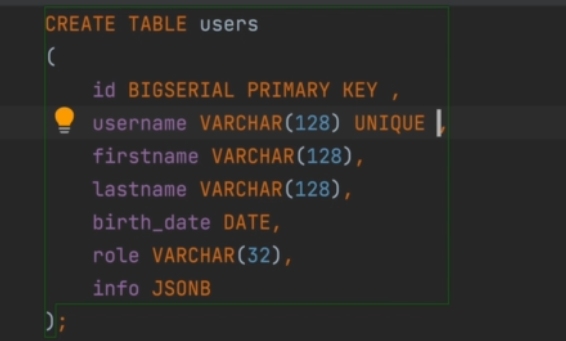 CREATE TABLE users
(
id BIGSERIAL PRIMARY KEY ,
username VARCHAR(128) UNIQUE ,
firstname VARCHAR(128),
lastname VARCHAR(128),
birth_date DATE,
role VARCHAR(32),
info JSONB
);